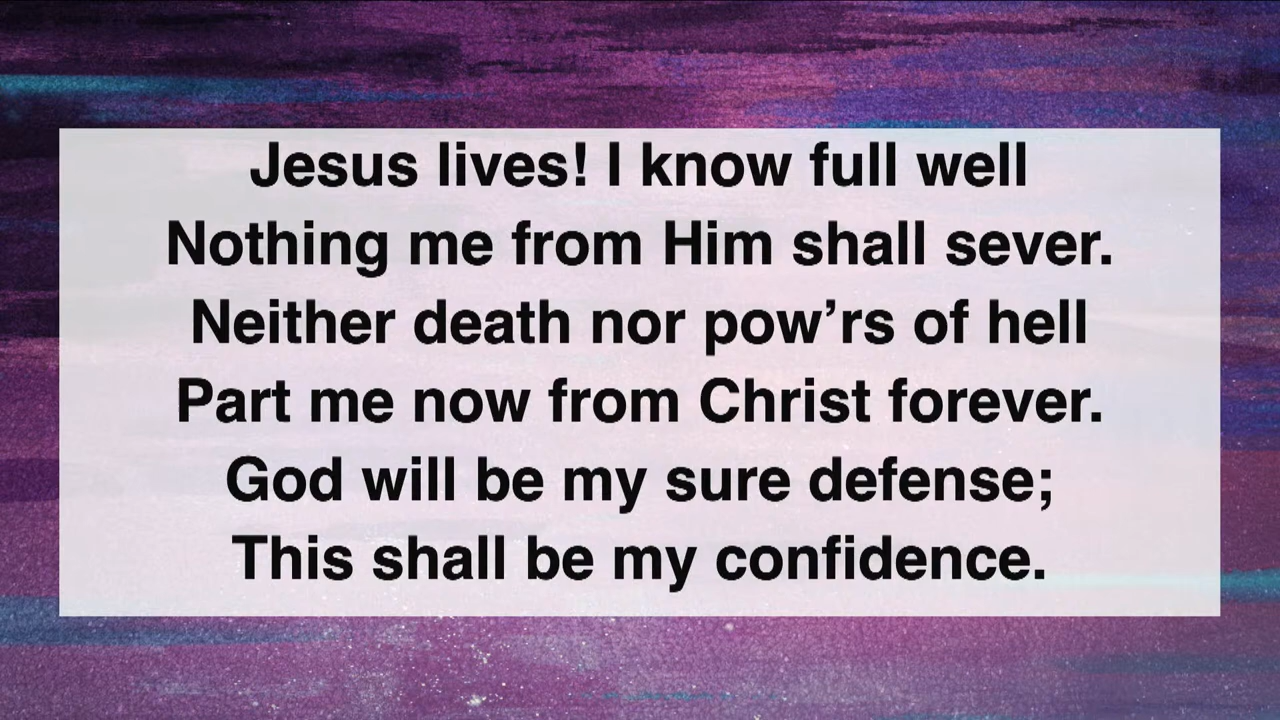 Jesus lives! I know full well
Nothing me from Him shall sever.
Neither death nor pow’rs of hell
Part me now from Christ forever.
God will be my sure defense;
This shall be my confidence.